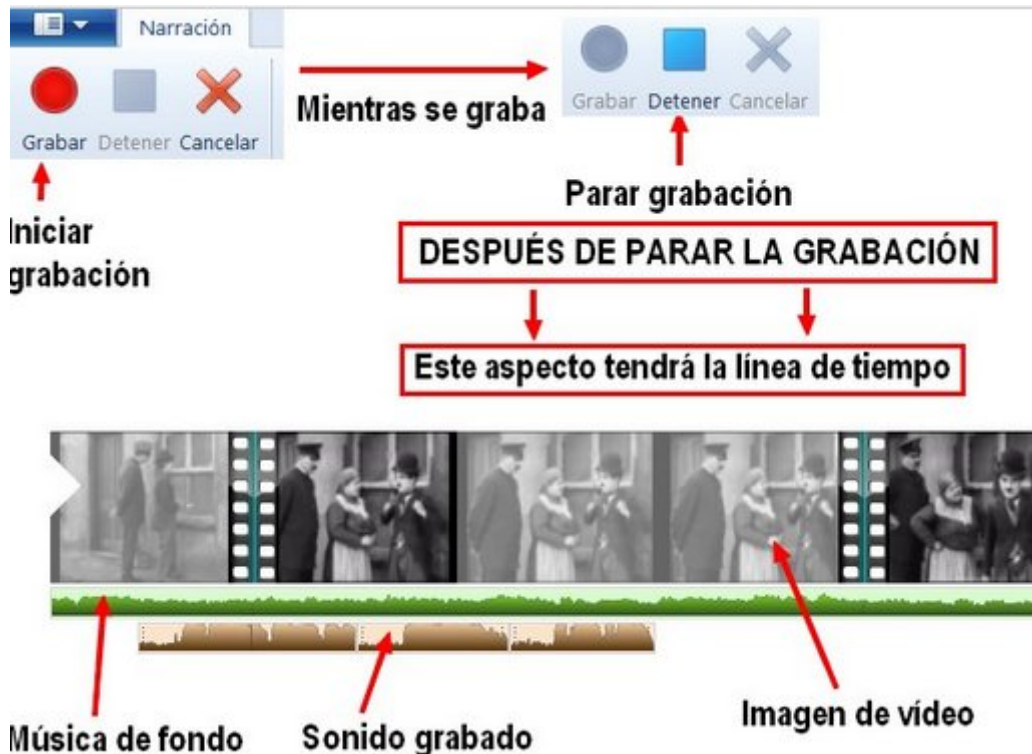 Narración
Grabar Detener Cancelar
Mientras se graba
Grabar Detener Cancelar
Iniciar
grabación
Parar grabación
DESPUÉS DE PARAR LA GRABACIÓN
Este aspecto tendrá la línea de tiempo
Música de fondo
Sonido grabado
Imagen de vídeo